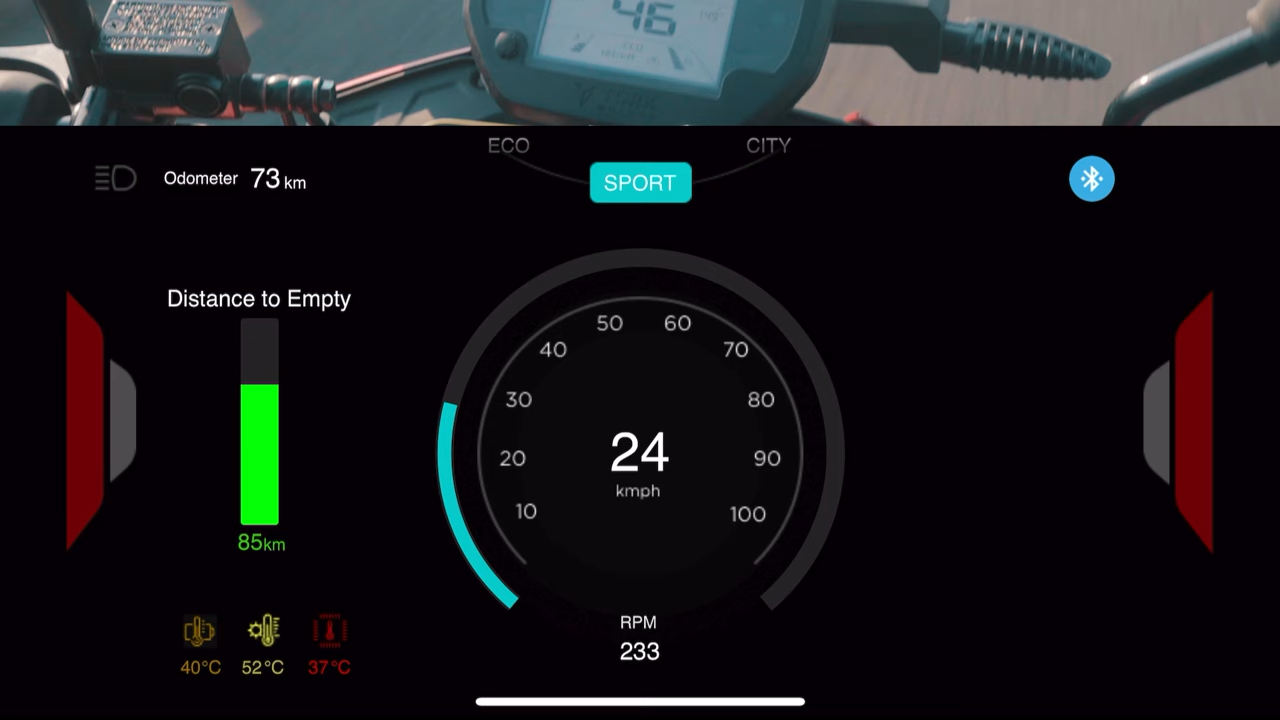 46
ECO
ECO
CITY
SPORT
Odometer 73 km
Distance to Empty
85km
40°C 52°C 37°C
50 60
40 70
30 80
20 90
10 100
24
kmph
RPM
233